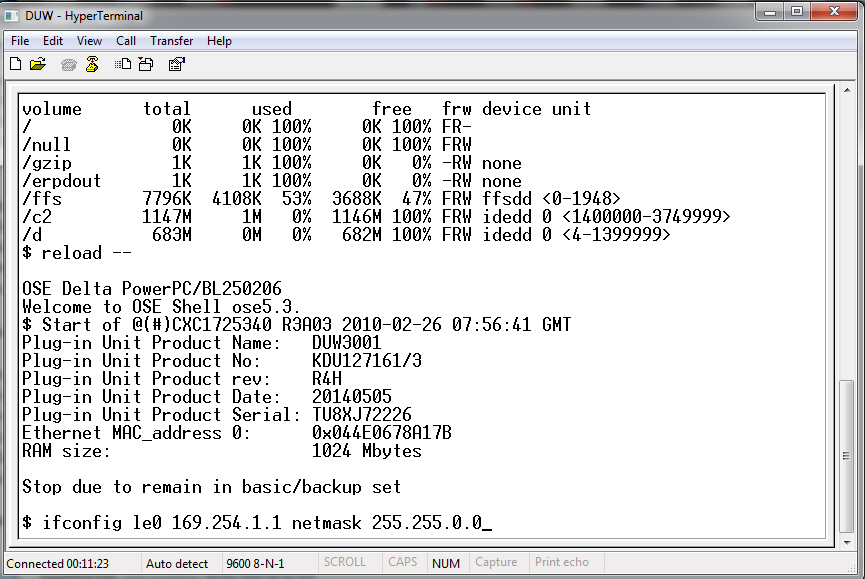 DUW - HyperTerminal
File Edit View Call Transfer Help
volume total used free frw device unit
/ 0K 0K 100% 0K 100% FR-
/null 0K 0K 100% 0K 100% FRW
/gzip 1K 1K 100% 0K 0% -RW none
/erpdout 1K 1K 100% 0K 0% -RW none
/ffs 7796K 4108K 53% 3688K 47% FRW ffsdd <0-1948>
/c2 1147M 1M 0% 1146M 100% FRW idedd 0 <1400000-3749999>
/d 683M 0M 0% 682M 100% FRW idedd 0 <4-1399999>
$ reload --
OSE Delta PowerPC/BL250206
Welcome to OSE Shell ose5.3.
$ Start of @(#)CXC1725340 R3A03 2010-02-26 07:56:41 GMT
Plug-in Unit Product Name: DUW3001
Plug-in Unit Product No: KDU127161/3
Plug-in Unit Product rev: R4H
Plug-in Unit Product Date: 20140505
Plug-in Unit Product Serial: TU8XJ72226
Ethernet MAC_address 0: 0x044E0678A17B
RAM size: 1024 Mbytes
Stop due to remain in basic/backup set
$ ifconfig le0 169.254.1.1 netmask 255.255.0.0_
Connected 00:11:23 Auto detect 9600 8-N-1 SCROLL CAPS NUM Capture Print echo